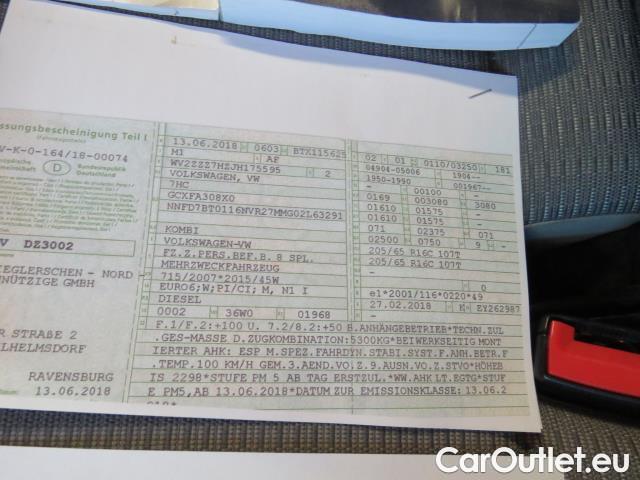 ssungsbescheinigung Teil I
V-K-0-164/18-00074
D
Bundesrepublik
Deutschland
V DZ3002
IEGLERSCHEN - NORD
NÜTZIGE GMBH
R STRAßE 2
LHELMSDORF
RAVENSBURG
13.06.2018
13.06.2018 0603 BTX115625
M1 AF
WV2ZZZ7HZJH175595 2
VOLKSWAGEN, VW
7HC
GCXFA308X0
NNFD7BT0116NVR27MMG02L63291
KOMBI
VOLKSWAGEN-VW
FZ.Z.PERS.BEF.B. 8 SPL.
MEHRZWECKFAHRZEUG
715/2007*2015/45W
EURO6;W;PI/CI; M, N1 I
DIESEL
0002 36W0 01968
02 01 0110/03250 181
04904-05006 1904--
1950-1990 001967--
- 00100 -
0169 003080 3080
01610 01575 -
01610 01575 -
071 02375 071
02500 0750 9 -
205/65 R16C 107T
205/65 R16C 107T
-
- 0
e1*2001/116*0220*49
27.02.2018 K EY262987
F.1/F.2:+100 U. 7.2/8.2:+50 B.ANHÄNGEBETRIEB*TECHN.ZUL
.GES-MASSE D.ZUGKOMBINATION:5300KG*BEIWERKSEITIG MONT
IERTER AHK: ESP M.SPEZ.FAHRDYN.STABI.SYST.F.ANH.BETR.F
.TEMP.100 KM/H GEM.3.AEND.VO.Z.9.AUSN.VO.Z.STVO*HÖHEB
IS 2298*STUFE PM 5 AB TAG ERSTZUL.*WW.AHK LT.EGTG*STUF
E PM5,AB 13.06.2018*DATUM ZUR EMISSIONSKLASSE: 13.06.2
018*
CarOutlet.eu